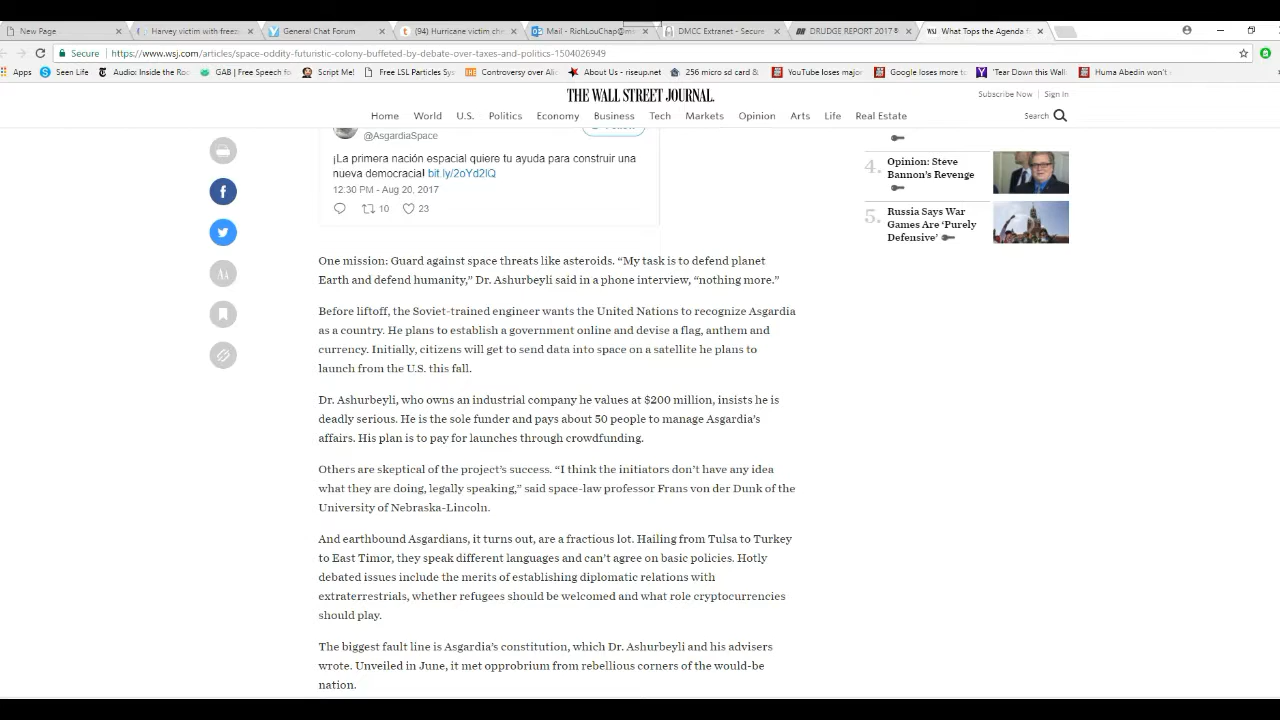 New Page
Harvey victim with freez
General Chat Forum
(94) Hurricane victim che
Mail - RichLouChap@m
DMCC Extranet - Secure
DRUDGE REPORT 2017®
WSJ What Tops the Agenda f
Secure
https://www.wsj.com/articles/space-oddity-futuristic-colony-buffeted-by-debate-over-taxes-and-politics-1504026949
Apps
Seen Life
Audio: Inside the Ro
GAB | Free Speech fo
Script Me!
Free LSL Particles Sy
Controversy over Alic
About Us - riseup.net
256 micro sd card &
YouTube loses major
Google loses more t
'Tear Down this Wall
Huma Abedin won't
THE WALL STREET JOURNAL.
Subscribe Now | Sign In
Home World U.S. Politics Economy Business Tech Markets Opinion Arts Life Real Estate
Search
@AsgardiaSpace
Follow
¡La primera nación espacial quiere tu ayuda para construir una
nueva democracia! bit.ly/2oYd2lQ
12:30 PM - Aug 20, 2017
10 23
4. Opinion: Steve
Bannon's Revenge
5. Russia Says War
Games Are ‘Purely
Defensive’
One mission: Guard against space threats like asteroids. “My task is to defend planet
Earth and defend humanity,” Dr. Ashurbeyli said in a phone interview, “nothing more.”
Before liftoff, the Soviet-trained engineer wants the United Nations to recognize Asgardia
as a country. He plans to establish a government online and devise a flag, anthem and
currency. Initially, citizens will get to send data into space on a satellite he plans to
launch from the U.S. this fall.
Dr. Ashurbeyli, who owns an industrial company he values at $200 million, insists he is
deadly serious. He is the sole funder and pays about 50 people to manage Asgardia’s
affairs. His plan is to pay for launches through crowdfunding.
Others are skeptical of the project’s success. “I think the initiators don’t have any idea
what they are doing, legally speaking,” said space-law professor Frans von der Dunk of the
University of Nebraska-Lincoln.
And earthbound Asgardians, it turns out, are a fractious lot. Hailing from Tulsa to Turkey
to East Timor, they speak different languages and can’t agree on basic policies. Hotly
debated issues include the merits of establishing diplomatic relations with
extraterrestrials, whether refugees should be welcomed and what role cryptocurrencies
should play.
The biggest fault line is Asgardia’s constitution, which Dr. Ashurbeyli and his advisers
wrote. Unveiled in June, it met opprobrium from rebellious corners of the would-be
nation.